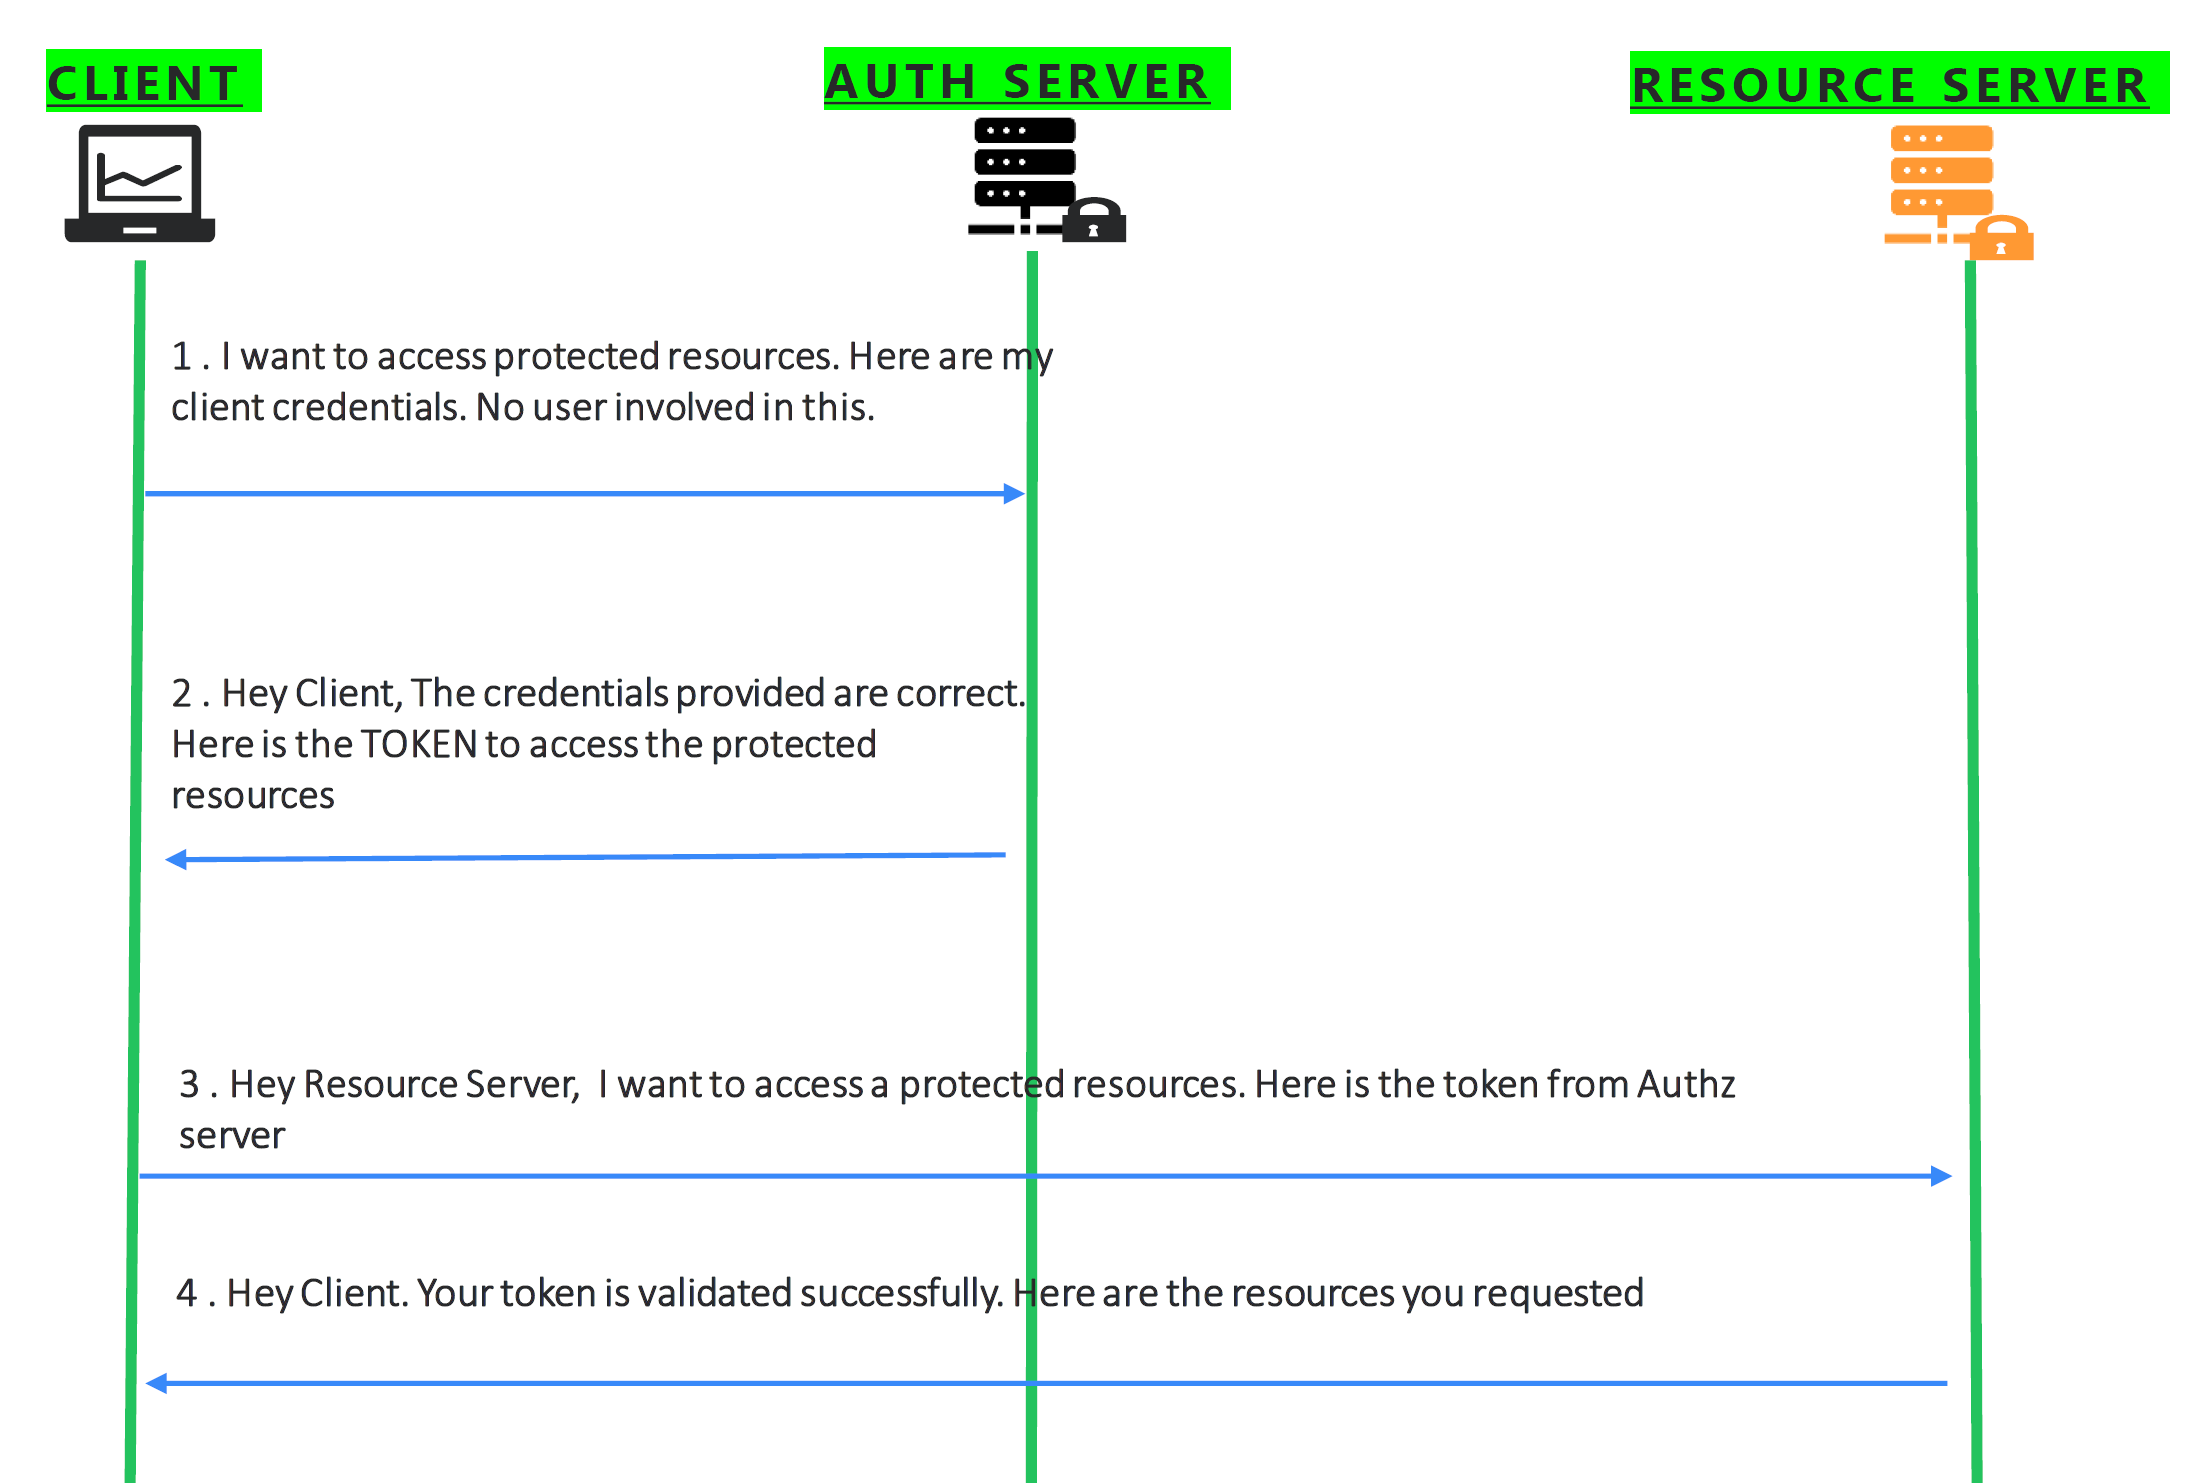 CLIENT
AUTH SERVER
RESOURCE SERVER
1 . I want to access protected resources. Here are my
client credentials. No user involved in this.
2 . Hey Client, The credentials provided are correct.
Here is the TOKEN to access the protected
resources
3 . Hey Resource Server,  I want to access a protected resources. Here is the token from Authz
server
4 . Hey Client. Your token is validated successfully. Here are the resources you requested